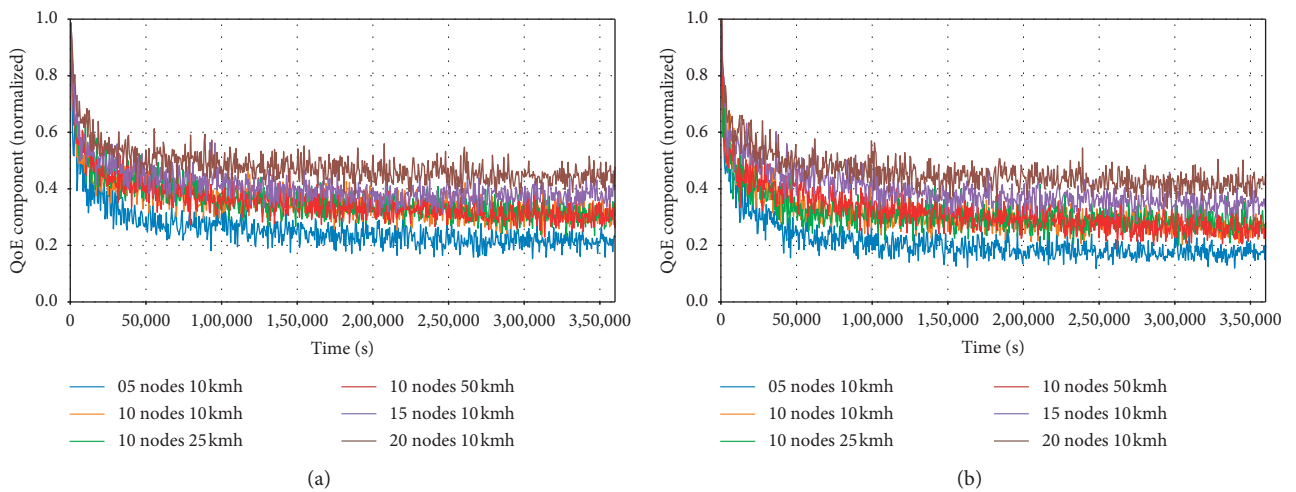 QoE component (normalized)
1.0
0.8
0.6
0.4
0.2
0.0
0
50,000
1,00,000
1,50,000
2,00,000
2,50,000
3,00,000
3,50,000
Time (s)
05 nodes 10 kmh
10 nodes 10 kmh
10 nodes 25 kmh
10 nodes 50 kmh
15 nodes 10 kmh
20 nodes 10 kmh
(a)
QoE component (normalized)
1.0
0.8
0.6
0.4
0.2
0.0
0
50,000
1,00,000
1,50,000
2,00,000
2,50,000
3,00,000
3,50,000
Time (s)
05 nodes 10 kmh
10 nodes 10 kmh
10 nodes 25 kmh
10 nodes 50 kmh
15 nodes 10 kmh
20 nodes 10 kmh
(b)